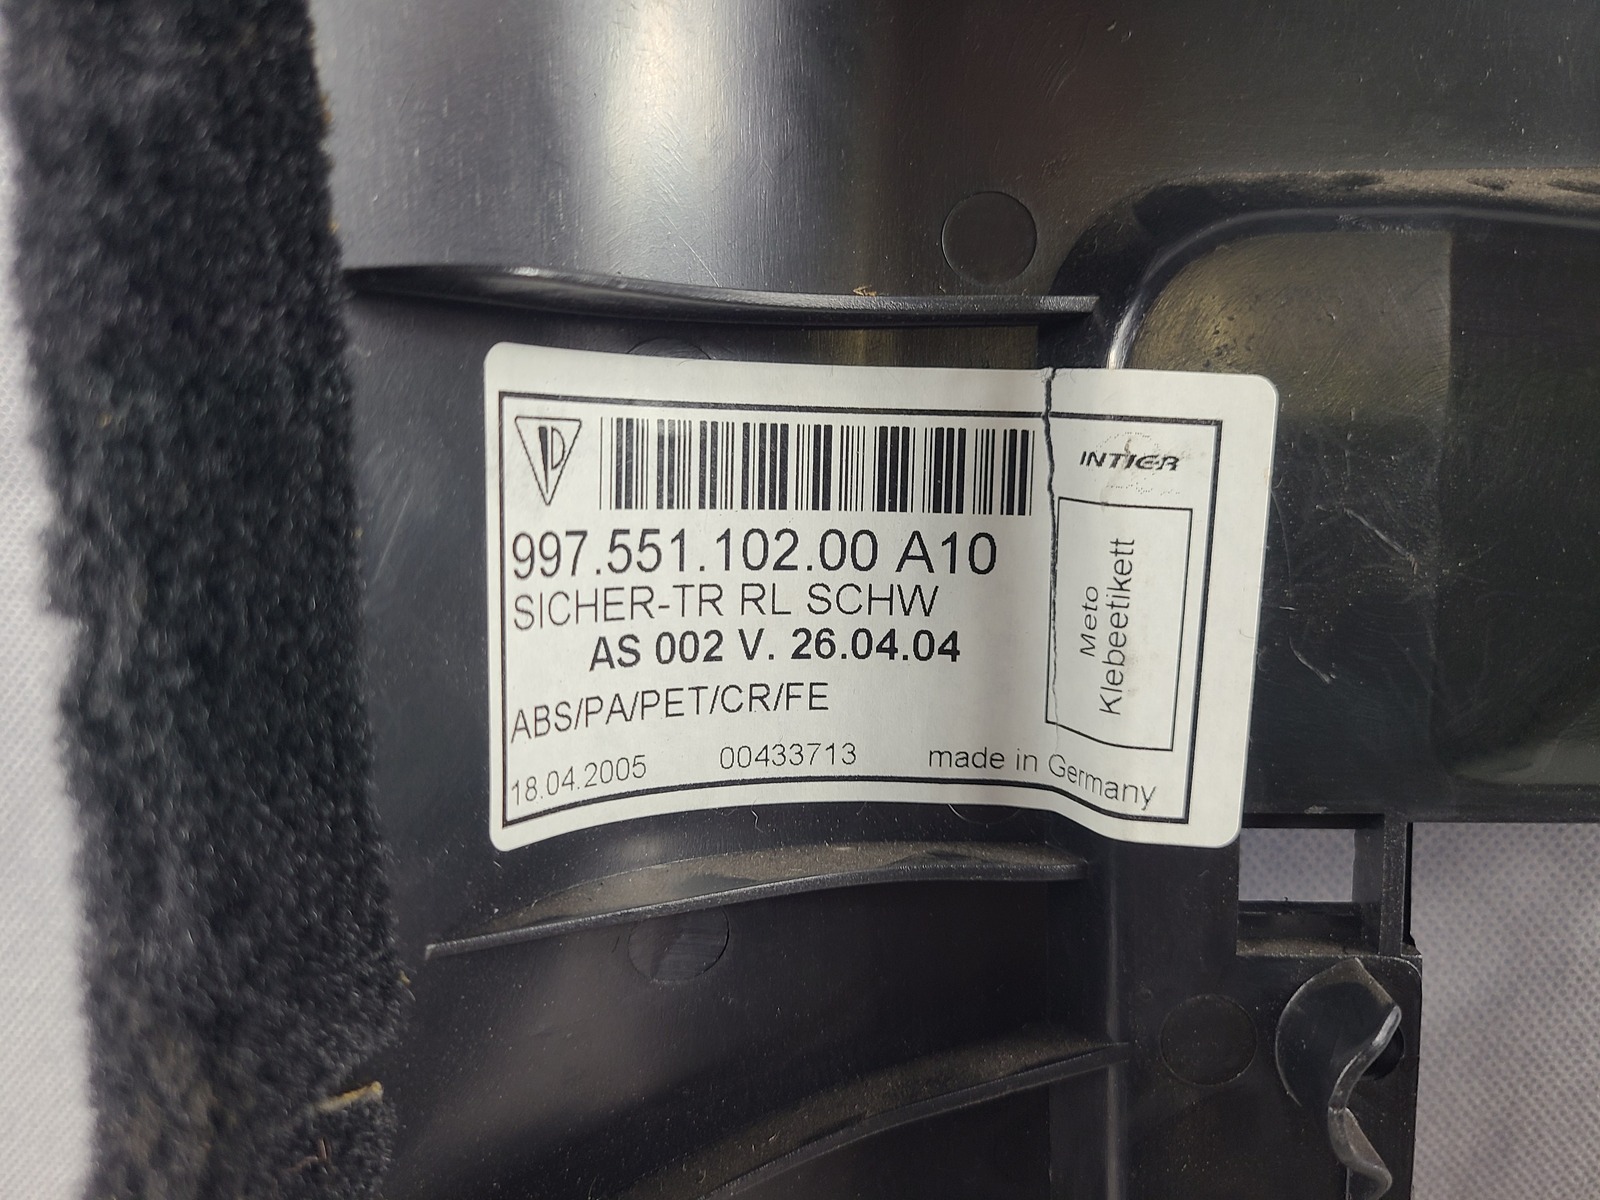 INTIER
997.551.102.00 A10
SICHER-TR RL SCHW
AS 002 V. 26.04.04
ABS/PA/PET/CR/FE
18.04.2005 00433713 made in Germany
Meto
Klebeetikett